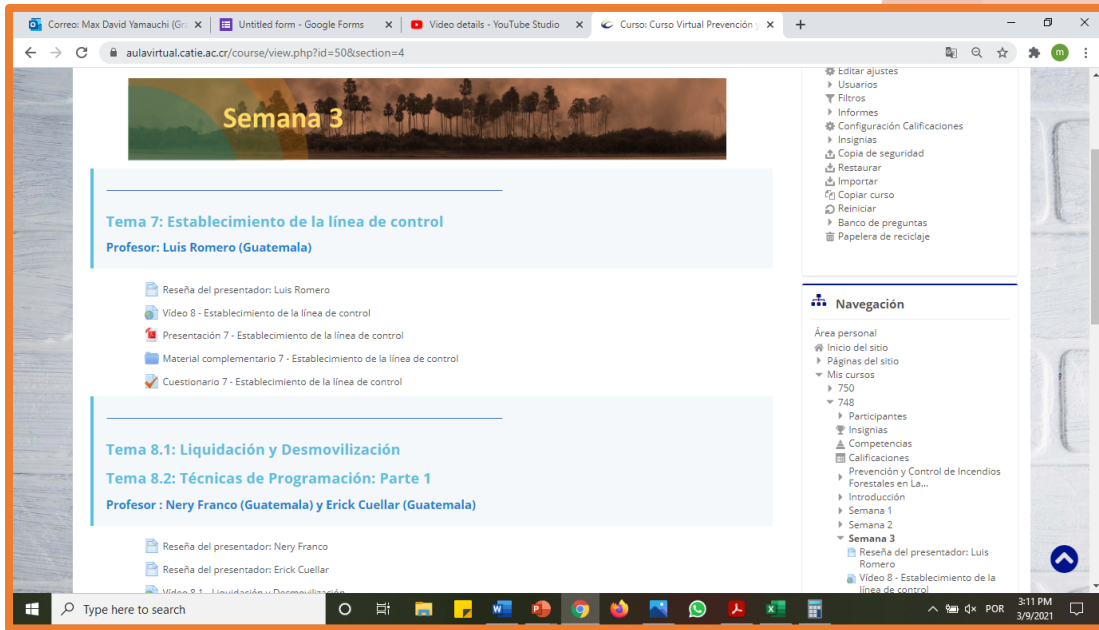 Correo: Max David Yamauchi (Gra
Untitled form - Google Forms
Video details - YouTube Studio
Curso: Curso Virtual Prevención y
aulavirtual.catie.ac.cr/course/view.php?id=50&section=4
m
Semana 3
Tema 7: Establecimiento de la línea de control
Profesor: Luis Romero (Guatemala)
Reseña del presentador: Luis Romero
Vídeo 8 - Establecimiento de la línea de control
Presentación 7 - Establecimiento de la línea de control
Material complementario 7 - Establecimiento de la línea de control
Cuestionario 7 - Establecimiento de la línea de control
Tema 8.1: Liquidación y Desmovilización
Tema 8.2: Técnicas de Programación: Parte 1
Profesor : Nery Franco (Guatemala) y Erick Cuellar (Guatemala)
Reseña del presentador: Nery Franco
Reseña del presentador: Erick Cuellar
Vídeo 8.1 - Liquidación y Desmovilización
Editar ajustes
Usuarios
Filtros
Informes
Configuración Calificaciones
Insignias
Copia de seguridad
Restaurar
Importar
Copiar curso
Reiniciar
Banco de preguntas
Papelera de reciclaje
Navegación
Área personal
Inicio del sitio
Páginas del sitio
Mis cursos
750
748
Participantes
Insignias
Competencias
Calificaciones
Prevención y Control de Incendios
Forestales en La...
Introducción
Semana 1
Semana 2
Semana 3
Reseña del presentador: Luis
Romero
Vídeo 8 - Establecimiento de la
línea de control
Type here to search
POR
3:11 PM
3/9/2021